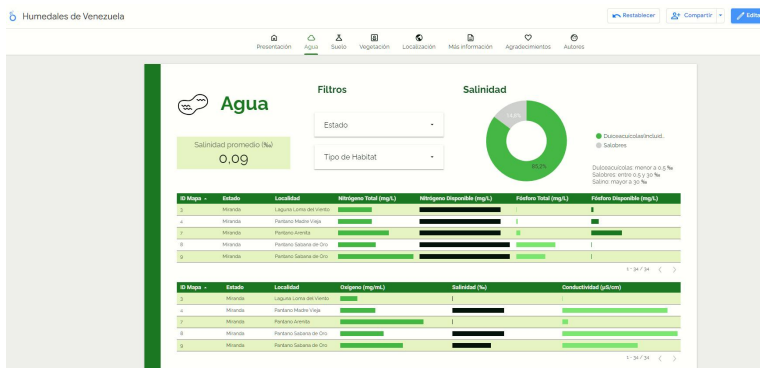 Humedales de Venezuela
Restablecer
Compartir
Presentación Agua Suelo Vegetación Localización Más información Agradecimientos Autores
Agua
Filtros
Salinidad
Estado
Tipo de Habitat
Salinidad promedio (‰)
0,09
14,8%
85,2%
Salobres
Dulceacuícolas: menor a 0,5 ‰
Salobres: entre 0,5 y 30 ‰
Salino: mayor a 30 ‰
ID Mapa Estado Localidad Nitrógeno Total (mg/L) Nitrógeno Disponible (mg/L) Fósforo Total (mg/L) Fósforo Disponible (mg/L)
3 Miranda Laguna Loma del Viento
4 Miranda Pantano Madre Vieja
7 Miranda Pantano Arenita
8 Miranda Pantano Sabana de Oro
9 Miranda Pantano Sabana de Oro
1 - 34 / 34
ID Mapa Estado Localidad Oxígeno (mg/mL) Salinidad (‰) Conductividad (µS/cm)
3 Miranda Laguna Loma del Viento
4 Miranda Pantano Madre Vieja
7 Miranda Pantano Arenita
8 Miranda Pantano Sabana de Oro
9 Miranda Pantano Sabana de Oro
1 - 34 / 34